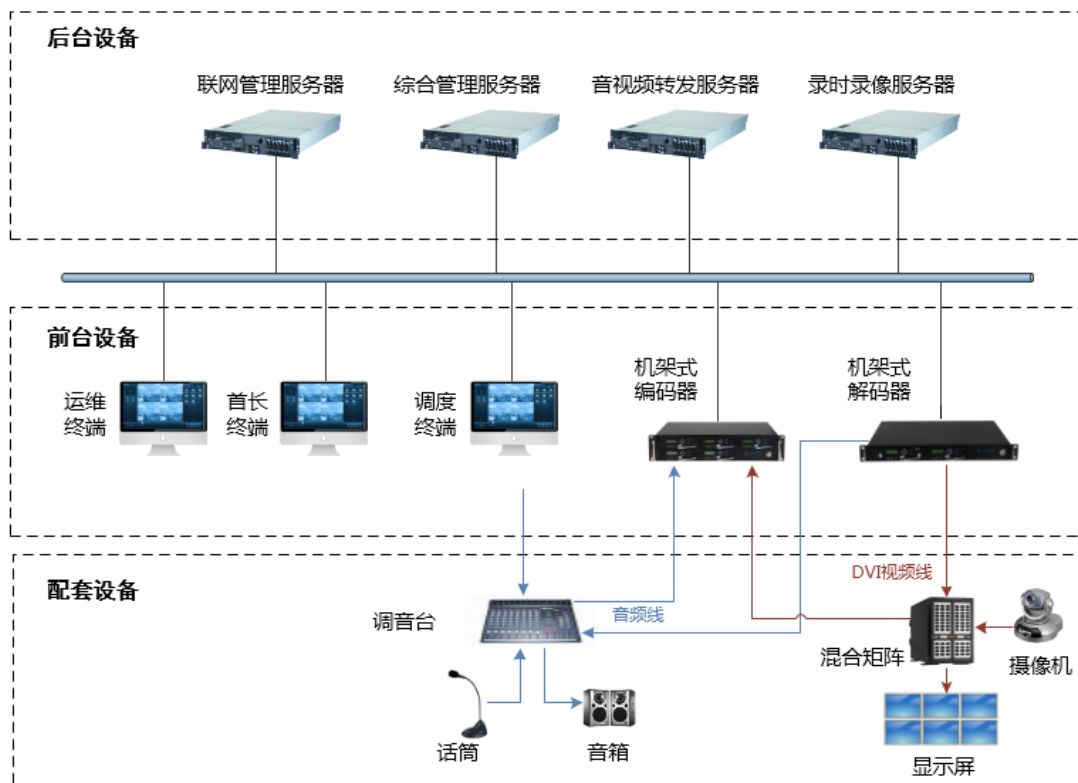 后台设备
联网管理服务器
综合管理服务器
音视频转发服务器
录时录像服务器
前台设备
运维
终端
首长
终端
调度
终端
机架式
编码器
机架式
解码器
配套设备
DVI视频线
调音台
音频线
混合矩阵
摄像机
话筒
音箱
显示屏